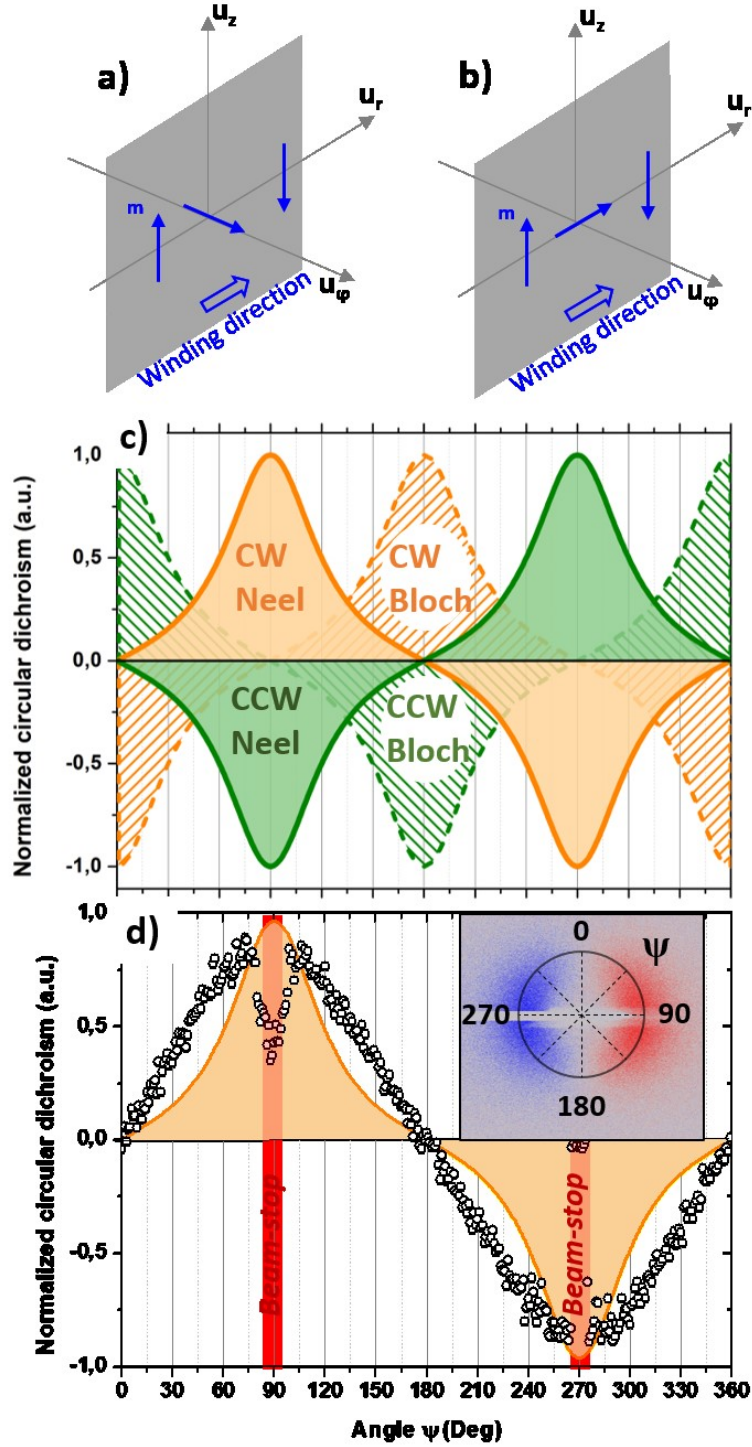 a)
u_z
u_r
m
u_φ
Winding direction
b)
u_z
u_r
m
u_φ
Winding direction
c)
Normalized circular dichroism (a.u.)
1,0
0,5
0,0
-0,5
-1,0
CW
Neel
CW
Bloch
CCW
Neel
CCW
Bloch
d)
Normalized circular dichroism (a.u.)
1,0
0,5
0,0
-0,5
-1,0
0
Ψ
270
90
180
Beam-stop
Beam-stop
0 30 60 90 120 150 180 210 240 270 300 330 360
Angle ψ (Deg)